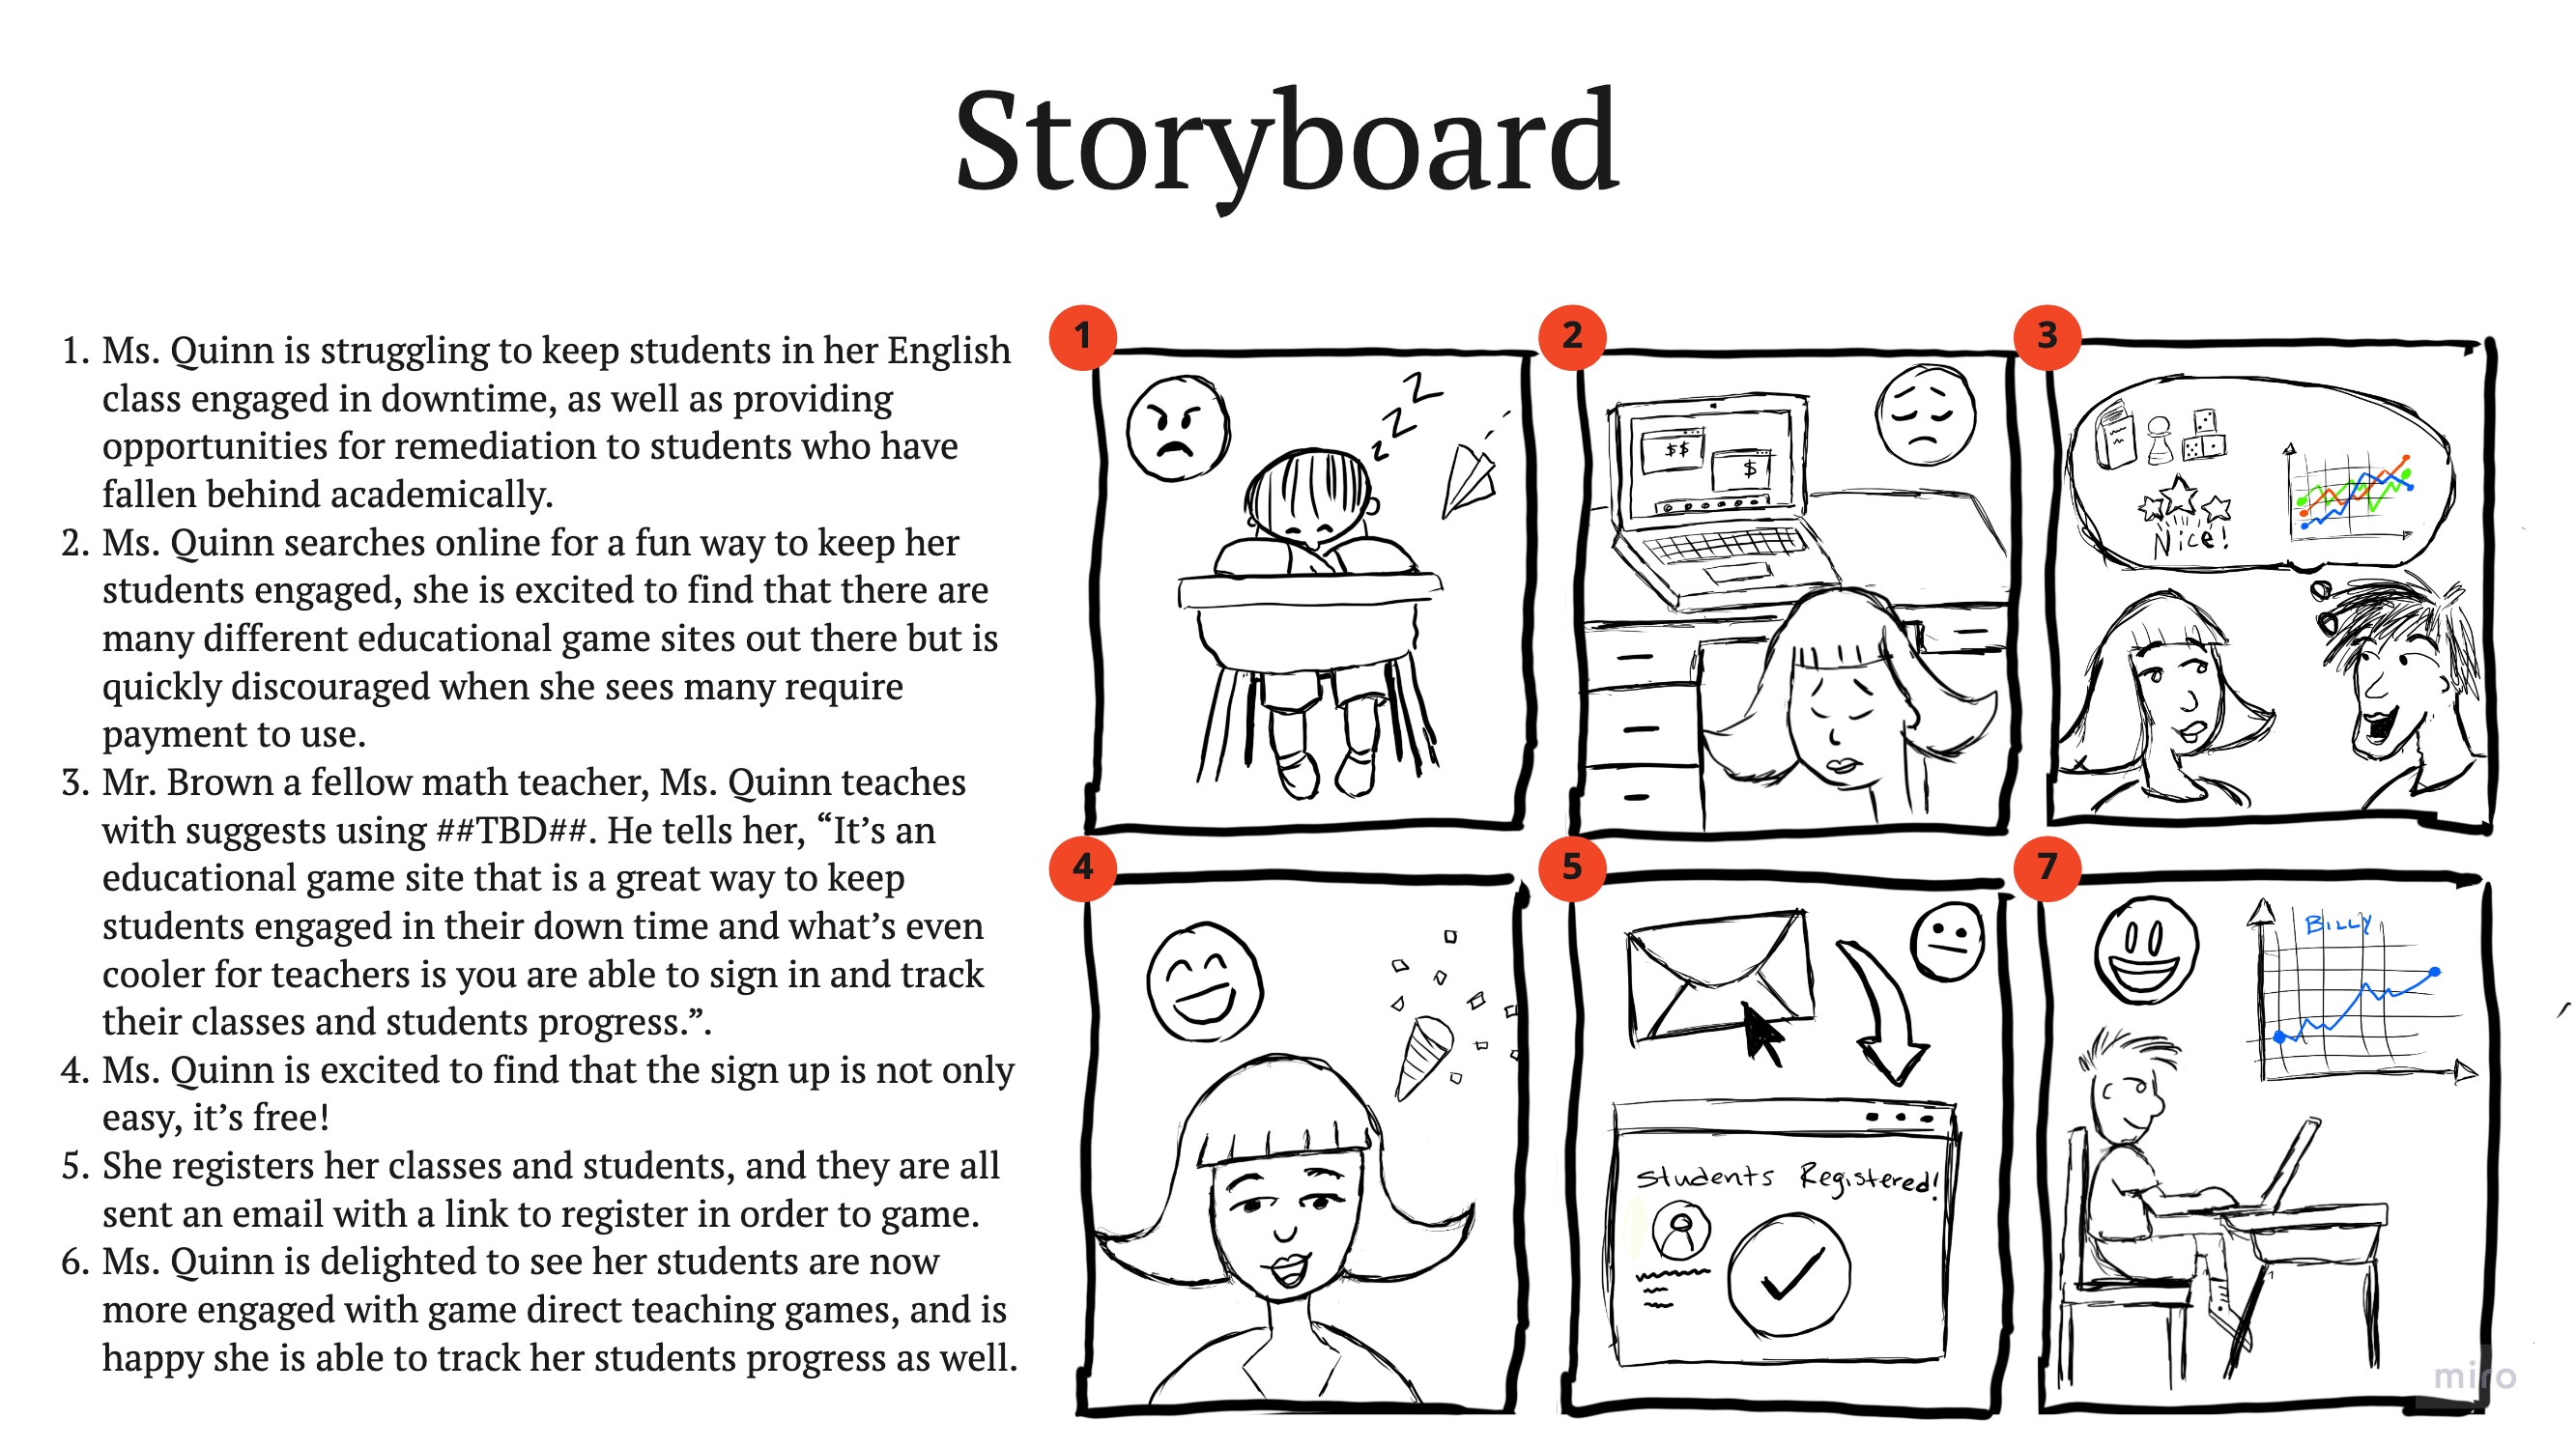 Storyboard
1. Ms. Quinn is struggling to keep students in her English
class engaged in downtime, as well as providing
opportunities for remediation to students who have
fallen behind academically.
2. Ms. Quinn searches online for a fun way to keep her
students engaged, she is excited to find that there are
many different educational game sites out there but is
quickly discouraged when she sees many require
payment to use.
3. Mr. Brown a fellow math teacher, Ms. Quinn teaches
with suggests using ##TBD##. He tells her, “It’s an
educational game site that is a great way to keep
students engaged in their down time and what’s even
cooler for teachers is you are able to sign in and track
their classes and students progress.”.
4. Ms. Quinn is excited to find that the sign up is not only
easy, it’s free!
5. She registers her classes and students, and they are all
sent an email with a link to register in order to game.
6. Ms. Quinn is delighted to see her students are now
more engaged with game direct teaching games, and is
happy she is able to track her students progress as well.
1
z z z
2
$$
$
3
Nice!
4
5
Students Registered!
7
BILLY
miro